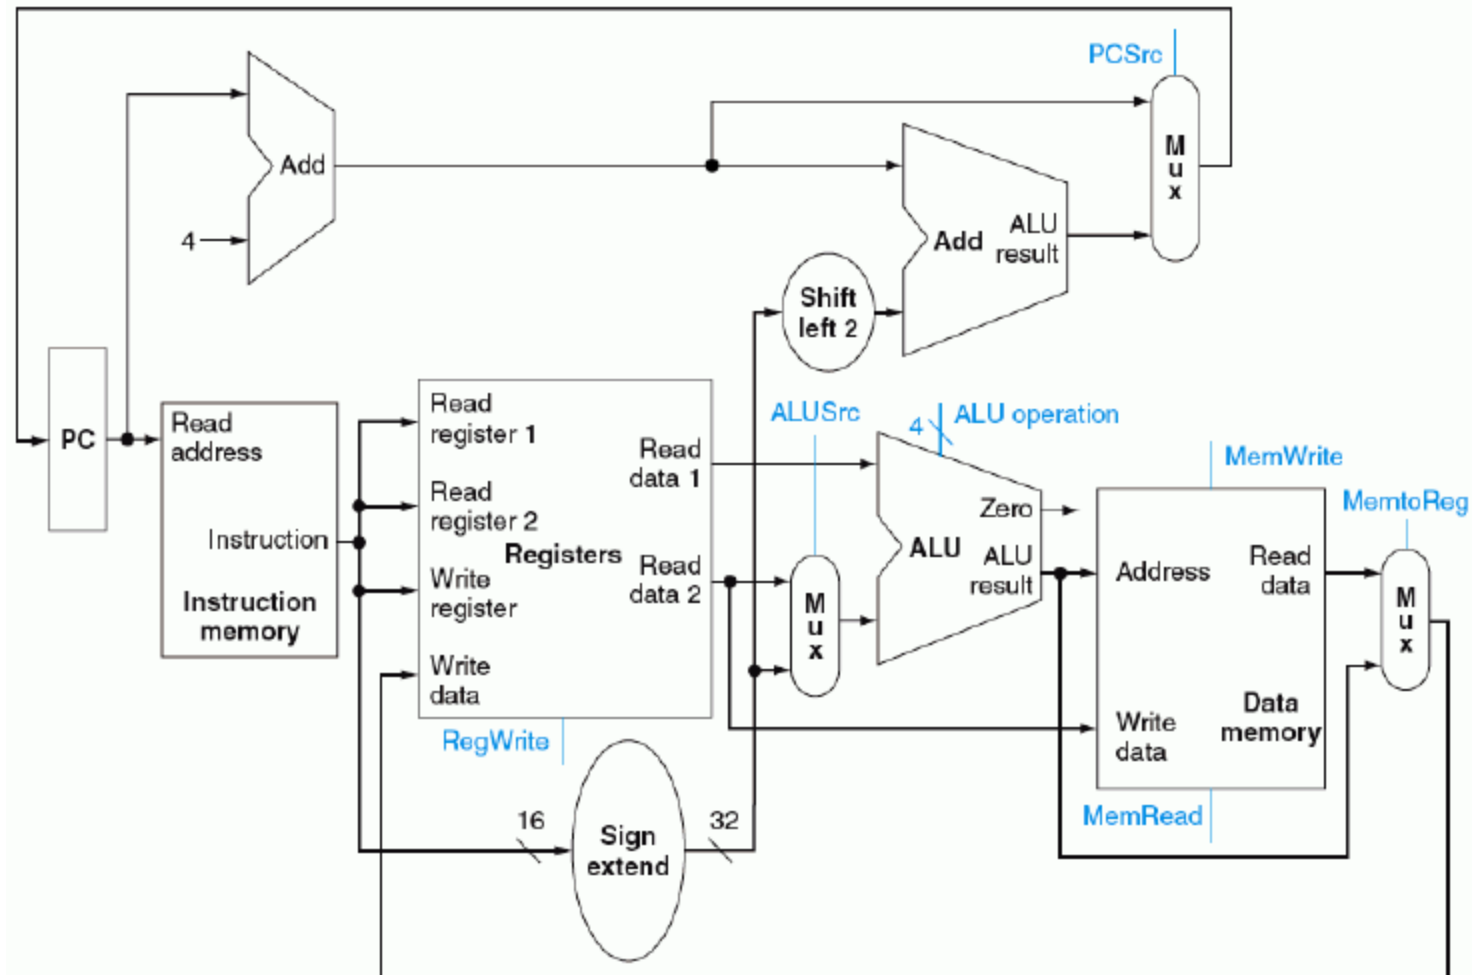 PCSrc
Add
4
M
u
x
Add
ALU
result
Shift
left 2
PC
Read
address
Instruction
Instruction
memory
Read
register 1
Read
register 2
Registers
Write
register
Write
data
Read
data 1
Read
data 2
RegWrite
16
Sign
extend
32
ALUSrc
M
u
x
4
ALU operation
Zero
ALU
ALU
result
MemWrite
Address
Read
data
Write
data
Data
memory
MemRead
MemtoReg
M
u
x